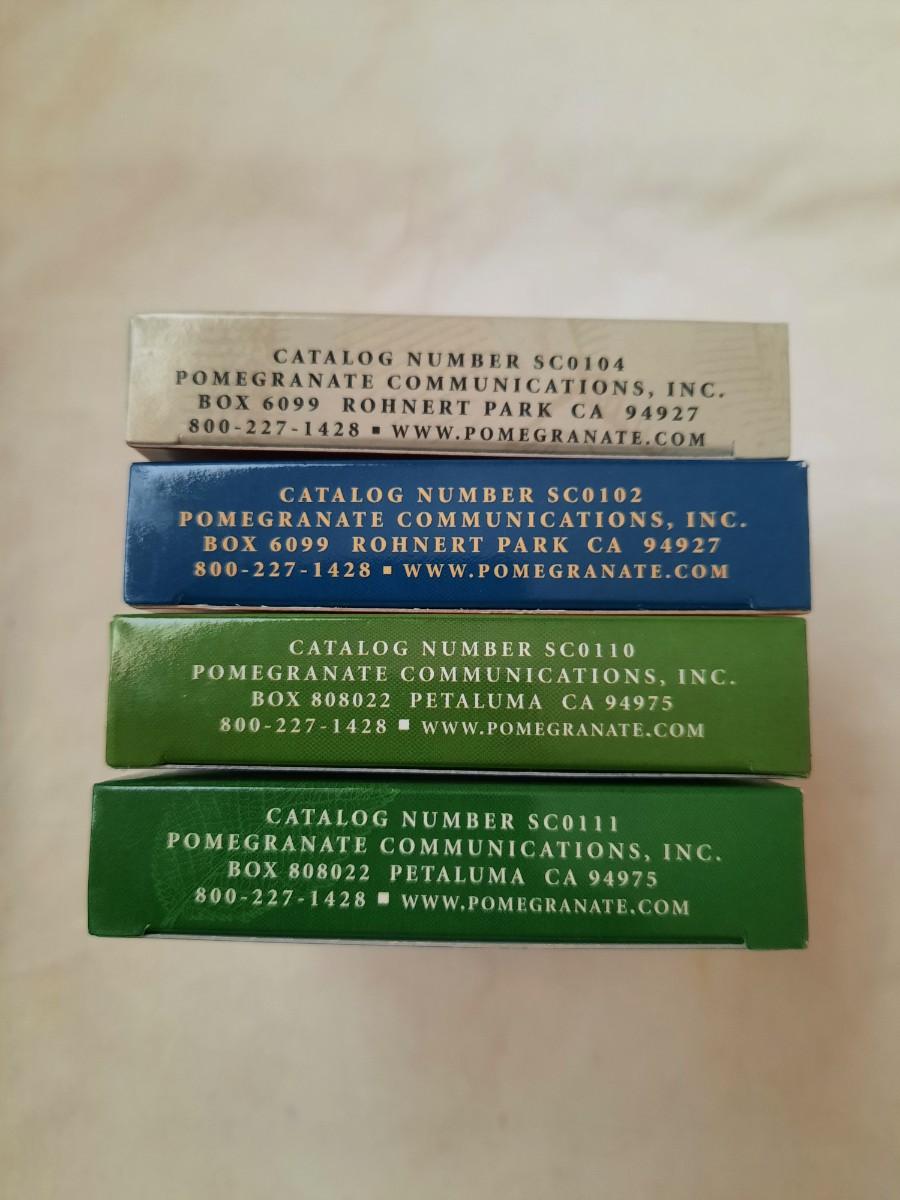 CATALOG NUMBER SC0104
POMEGRANATE COMMUNICATIONS, INC.
BOX 6099 ROHNERT PARK CA 94927
800-227-1428 ▪ WWW.POMEGRANATE.COM
CATALOG NUMBER SC0102
POMEGRANATE COMMUNICATIONS, INC.
BOX 6099 ROHNERT PARK CA 94927
800-227-1428 ▪ WWW.POMEGRANATE.COM
CATALOG NUMBER SC0110
POMEGRANATE COMMUNICATIONS, INC.
BOX 808022 PETALUMA CA 94975
800-227-1428 ▪ WWW.POMEGRANATE.COM
CATALOG NUMBER SC0111
POMEGRANATE COMMUNICATIONS, INC.
BOX 808022 PETALUMA CA 94975
800-227-1428 ▪ WWW.POMEGRANATE.COM